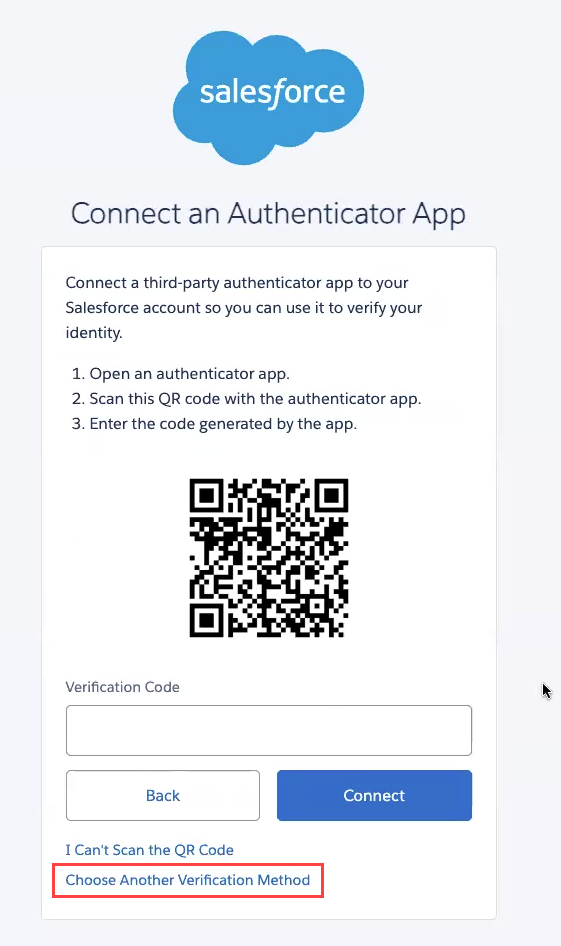 salesforce
Connect an Authenticator App
Connect a third-party authenticator app to your
Salesforce account so you can use it to verify your
identity.
1. Open an authenticator app.
2. Scan this QR code with the authenticator app.
3. Enter the code generated by the app.
Verification Code
Back
Connect
I Can't Scan the QR Code
Choose Another Verification Method